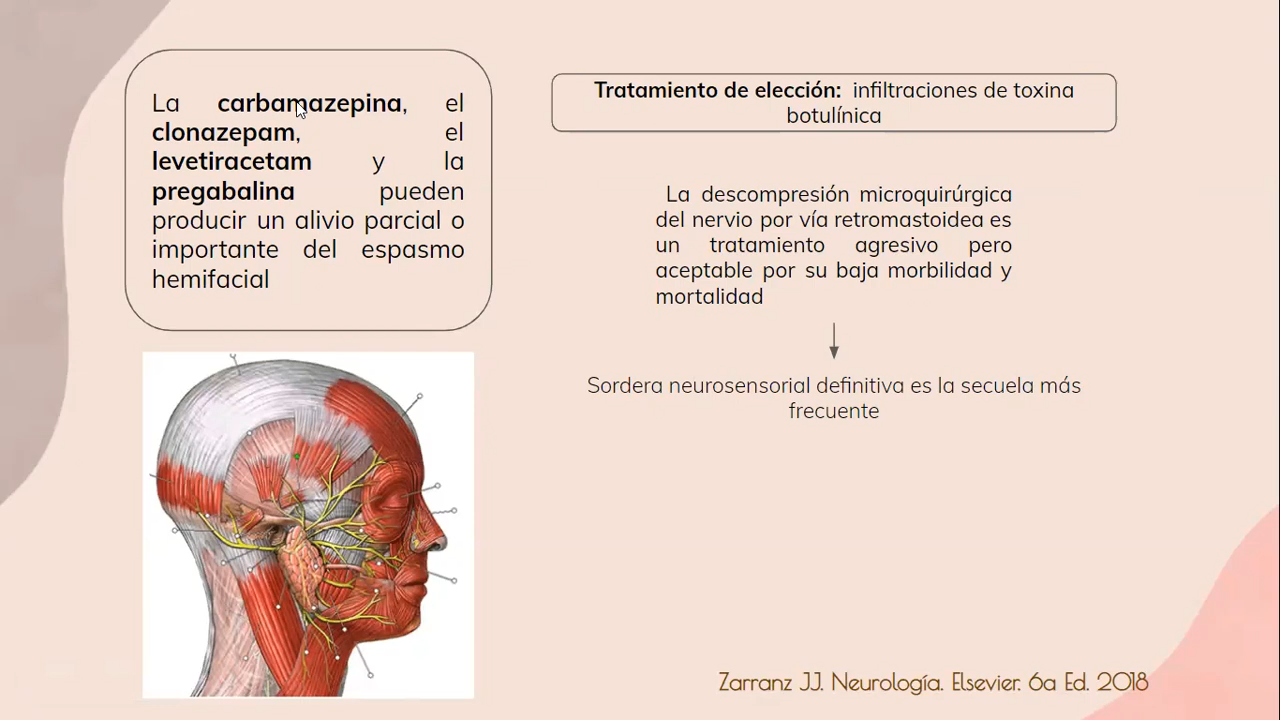 La carbamazepina, el
clonazepam, el
levetiracetam y la
pregabalina pueden
producir un alivio parcial o
importante del espasmo
hemifacial
Tratamiento de elección: infiltraciones de toxina
botulínica
La descompresión microquirúrgica
del nervio por vía retromastoidea es
un tratamiento agresivo pero
aceptable por su baja morbilidad y
mortalidad
Sordera neurosensorial definitiva es la secuela más
frecuente
Zarranz JJ. Neurología. Elsevier. 6a Ed. 2018